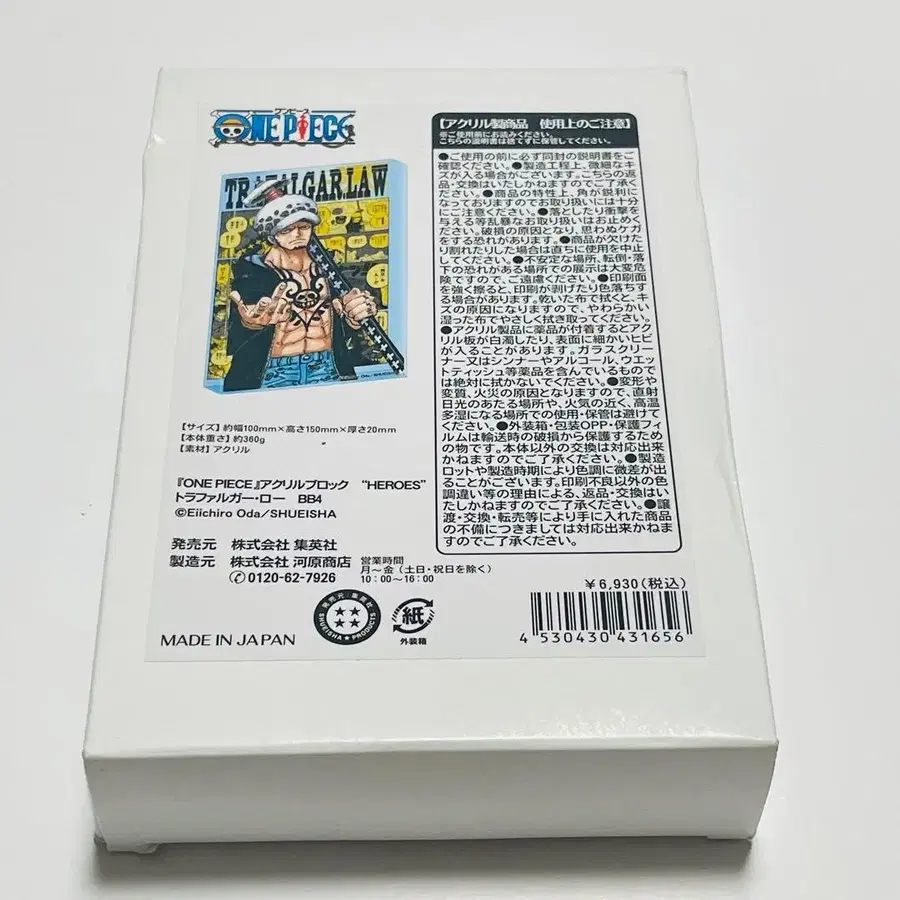 ワンピース
ONE PIECE
TRAFALGAR LAW
【サイズ】約幅100mm×高さ150mm×厚さ20mm
【本体重さ】約360g
【素材】アクリル
『ONE PIECE』アクリルブロック “HEROES”
トラファルガー・ロー BB4
©Eiichiro Oda/SHUEISHA
発売元 株式会社 集英社
製造元 株式会社 河原商店
0120-62-7926
営業時間
月〜金（土・日・祝日を除く）
10:00〜16:00
MADE IN JAPAN
発売元:集英社
SHUEISHA PRODUCTS
紙
外装箱
【アクリル製商品 使用上のご注意】
※ご使用前にお読みください。
こちらの説明書は捨てずに保管してください。
●ご使用の前に必ず同封の説明書をご
確認ください。●製造工程上、微細なキ
ズが入る場合がございます。こちらの返
品・交換はいたしかねますのでご了承く
ださい。●商品の特性上、角が鋭利に
なっておりますのでお取り扱いには十分
にご注意ください。●落としたり衝撃を
与える等乱暴なお取り扱いはお止めく
ださい。破損の原因となり、思わぬケガ
をする恐れがあります。●商品が欠けた
り割れたりした場合は直ちに使用を中止
してください。●不安定な場所、転倒・落
下の恐れがある場所での展示は大変危
険ですので、ご遠慮ください。●印刷面
を強く擦ると、印刷が剥げたり色落ちす
る場合があります。乾いた布で拭くと、キ
ズの原因になりますので、やわらかい
湿った布でやさしく拭き取ってください。
●アクリル製品に薬品が付着するとアク
リル板が白濁したり、表面に細かいヒビ
が入ることがあります。ガラスクリー
ナー又はシンナーやアルコール、ウエッ
トティッシュ等薬品を含んでいるもので
は絶対に拭かないでください。●変形や
変質、火災の原因となりますので、直射
日光のあたる場所や、火気の近く、高温
多湿になる場所での使用・保管は避けて
ください。●外装箱・包装OPP・保護フ
ィルムは輸送時の破損から保護するため
の物です。本体以外の交換は対応出来
かねますのでご了承ください。●製造
ロットや製造時期により色調に微差が出
ることがございます。印刷不良以外の色
調違い等の理由による、返品・交換はい
たしかねますのでご了承ください。●譲
渡・交換・転売等により手に入れた商品
の不備につきましては対応出来かねます
のでご了承ください。
¥6,930(税込)
4 530430 431656